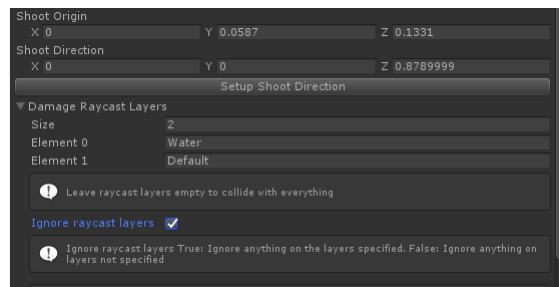 Shoot Origin
X 0 Y 0.0587 Z 0.1331
Shoot Direction
X 0 Y 0 Z 0.8789999
Setup Shoot Direction
Damage Raycast Layers
Size 2
Element 0 Water
Element 1 Default
Leave raycast layers empty to collide with everything
Ignore raycast layers
Ignore raycast layers True: Ignore anything on the layers specified. False: Ignore anything on
layers not specified